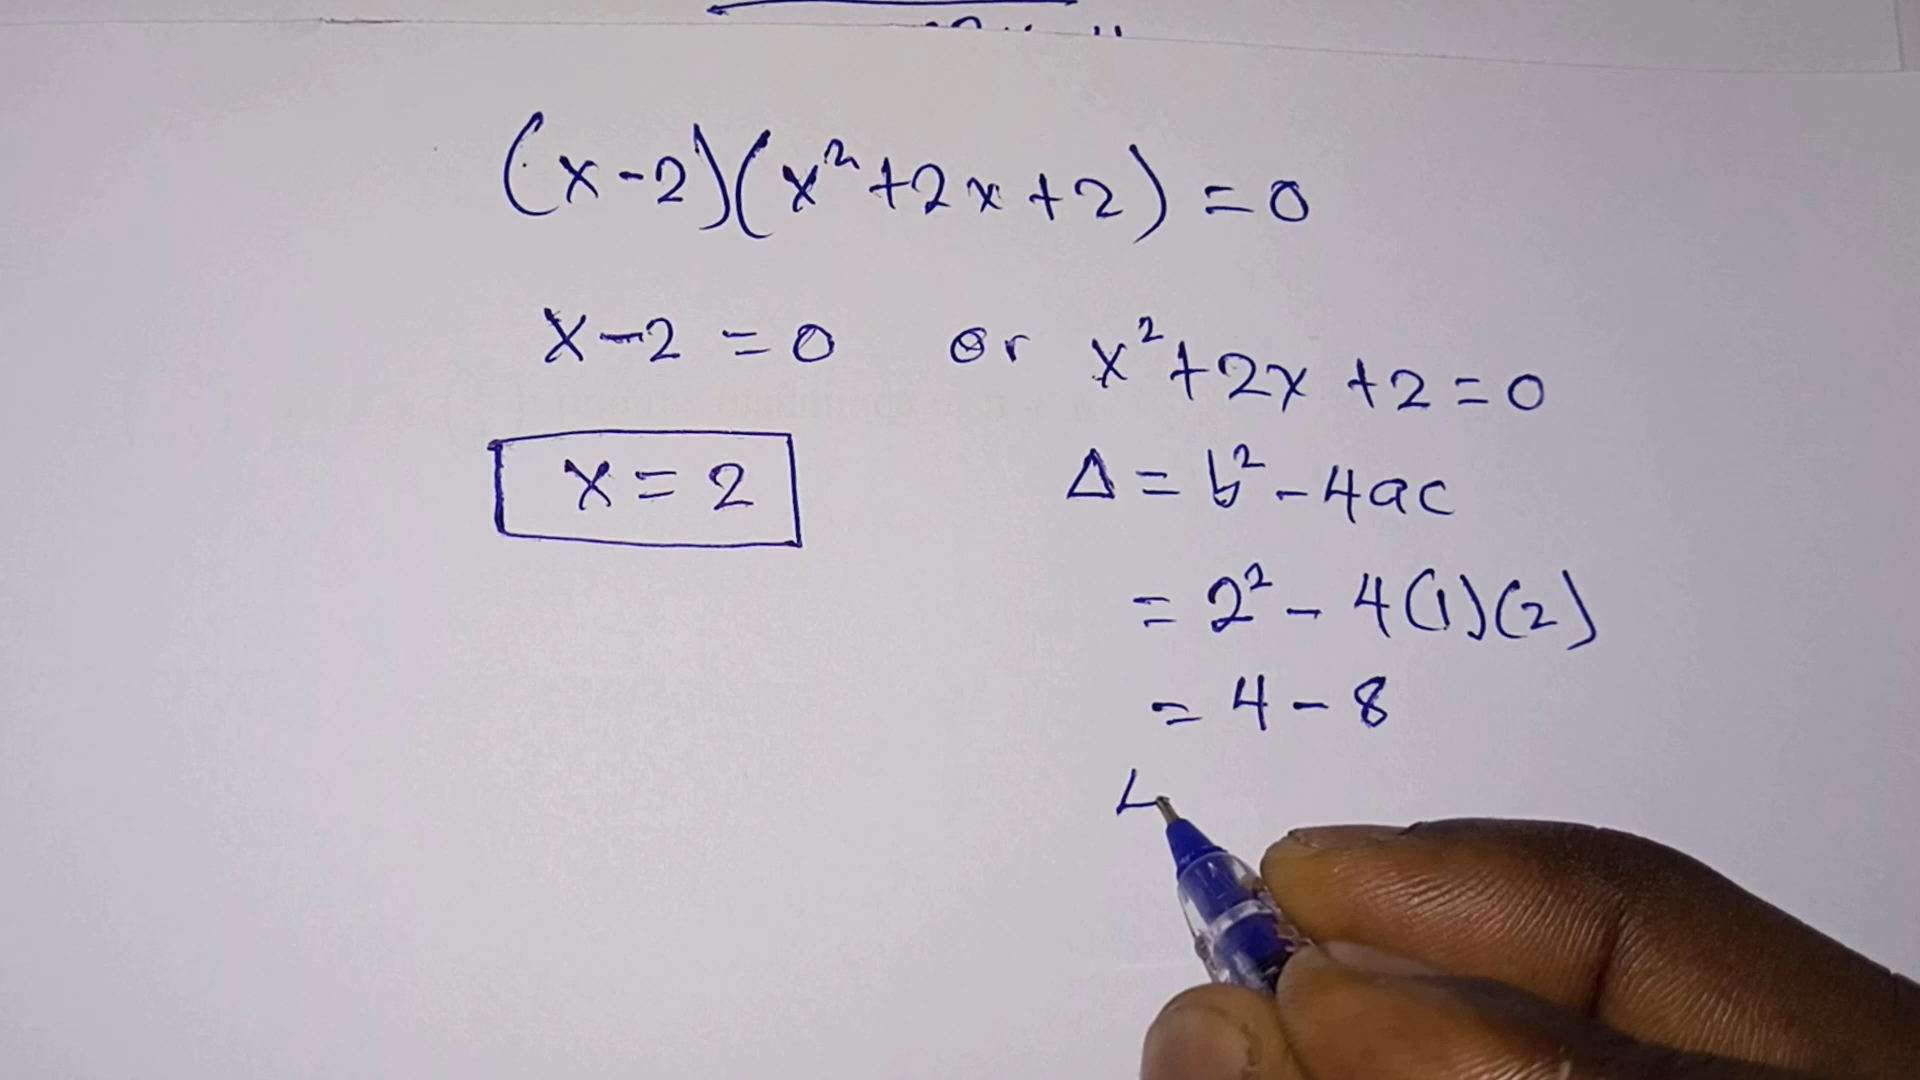 (x-2)(x²+2x+2) = 0
x-2 = 0 or x²+2x+2=0
x = 2
Δ = b²-4ac
= 2² - 4(1)(2)
= 4 - 8